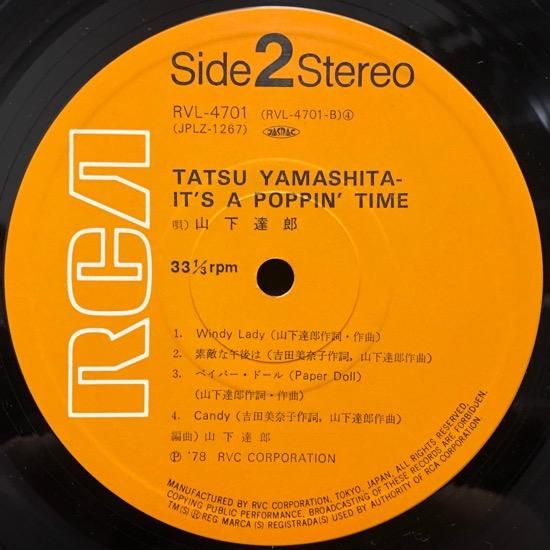 Side 2 Stereo
RVL-4701 (RVL-4701-B)④
(JPLZ-1267) JASRAC
RCA
TATSU YAMASHITA-
IT'S A POPPIN' TIME
唄)山下達郎
33 1/3 rpm
1. Windy Lady (山下達郎作詞・作曲)
2. 素敵な午後は (吉田美奈子作詞, 山下達郎作曲)
3. ペイパー・ドール (Paper Doll)
(山下達郎作詞・作曲)
4. Candy (吉田美奈子作詞, 山下達郎作曲)
編曲) 山下達郎
Ⓟ '78 RVC CORPORATION
MANUFACTURED BY RVC CORPORATION, TOKYO, JAPAN. ALL RIGHTS RESERVED.
COPYING PUBLIC PERFORMANCE, BROADCASTING OF THESE RECORDS ARE FORBIDUEN.
TM(S)® REG. MARCA(S) REGISTRADA(S) USED BY AUTHORITY OF RCA CORPORATION.